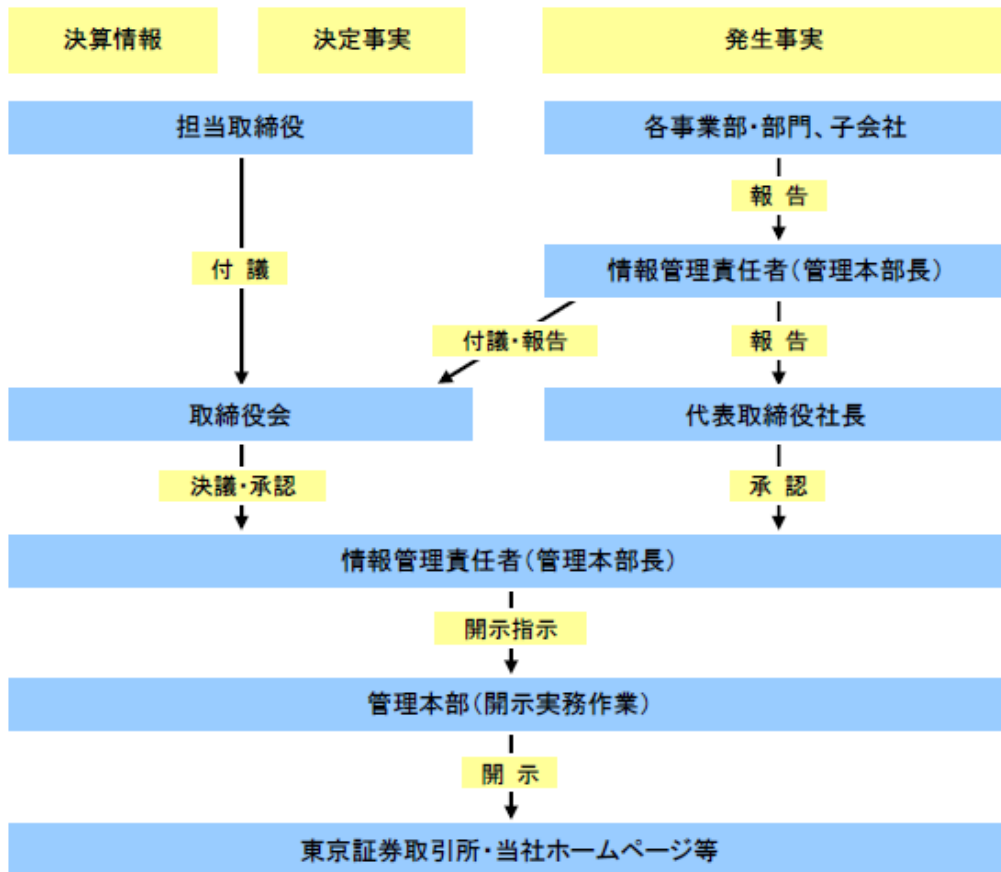 決算情報
決定事実
発生事実
担当取締役
各事業部・部門、子会社
報 告
付 議
情報管理責任者(管理本部長)
付議・報告
報 告
取締役会
代表取締役社長
決議・承認
承 認
情報管理責任者(管理本部長)
開示指示
管理本部(開示実務作業)
開 示
東京証券取引所・当社ホームページ等